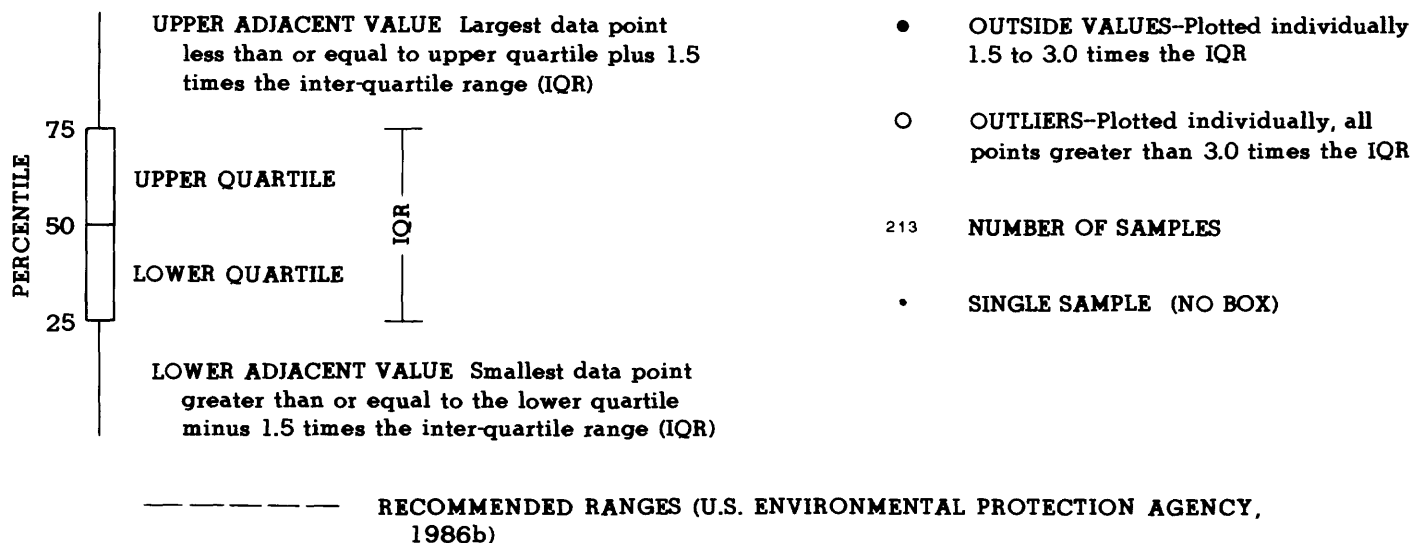 UPPER ADJACENT VALUE Largest data point
less than or equal to upper quartile plus 1.5
times the inter-quartile range (IQR)
PERCENTILE
75
UPPER QUARTILE
50
LOWER QUARTILE
25
IQR
LOWER ADJACENT VALUE Smallest data point
greater than or equal to the lower quartile
minus 1.5 times the inter-quartile range (IQR)
OUTSIDE VALUES–Plotted individually
1.5 to 3.0 times the IQR
OUTLIERS–Plotted individually, all
points greater than 3.0 times the IQR
213 NUMBER OF SAMPLES
SINGLE SAMPLE (NO BOX)
RECOMMENDED RANGES (U.S. ENVIRONMENTAL PROTECTION AGENCY,
1986b)